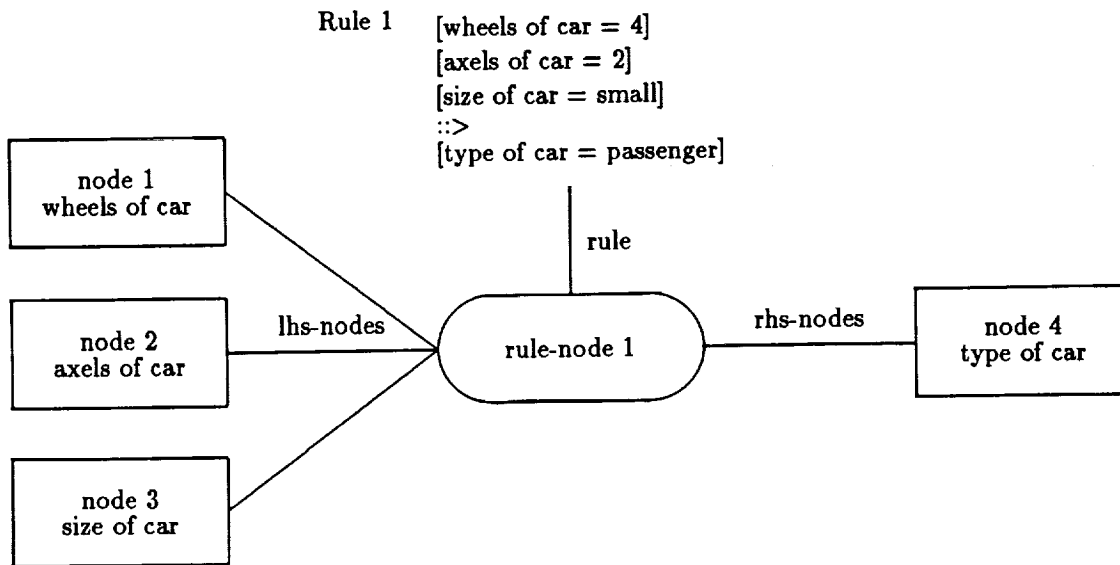 Rule 1
[wheels of car = 4]
[axels of car = 2]
[size of car = small]
::>
[type of car = passenger]
node 1
wheels of car
rule
lhs-nodes
rhs-nodes
node 2
axels of car
rule-node 1
node 4
type of car
node 3
size of car